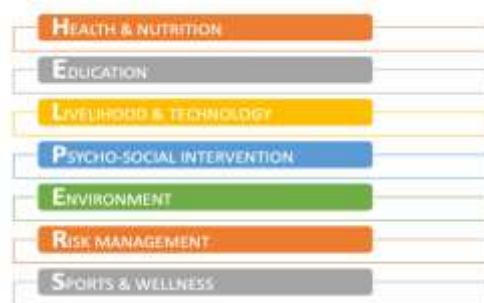 HEALTH & NUTRITION
EDUCATION
LIVELIHOOD & TECHNOLOGY
PSYCHO-SOCIAL INTERVENTION
ENVIRONMENT
RISK MANAGEMENT
SPORTS & WELLNESS